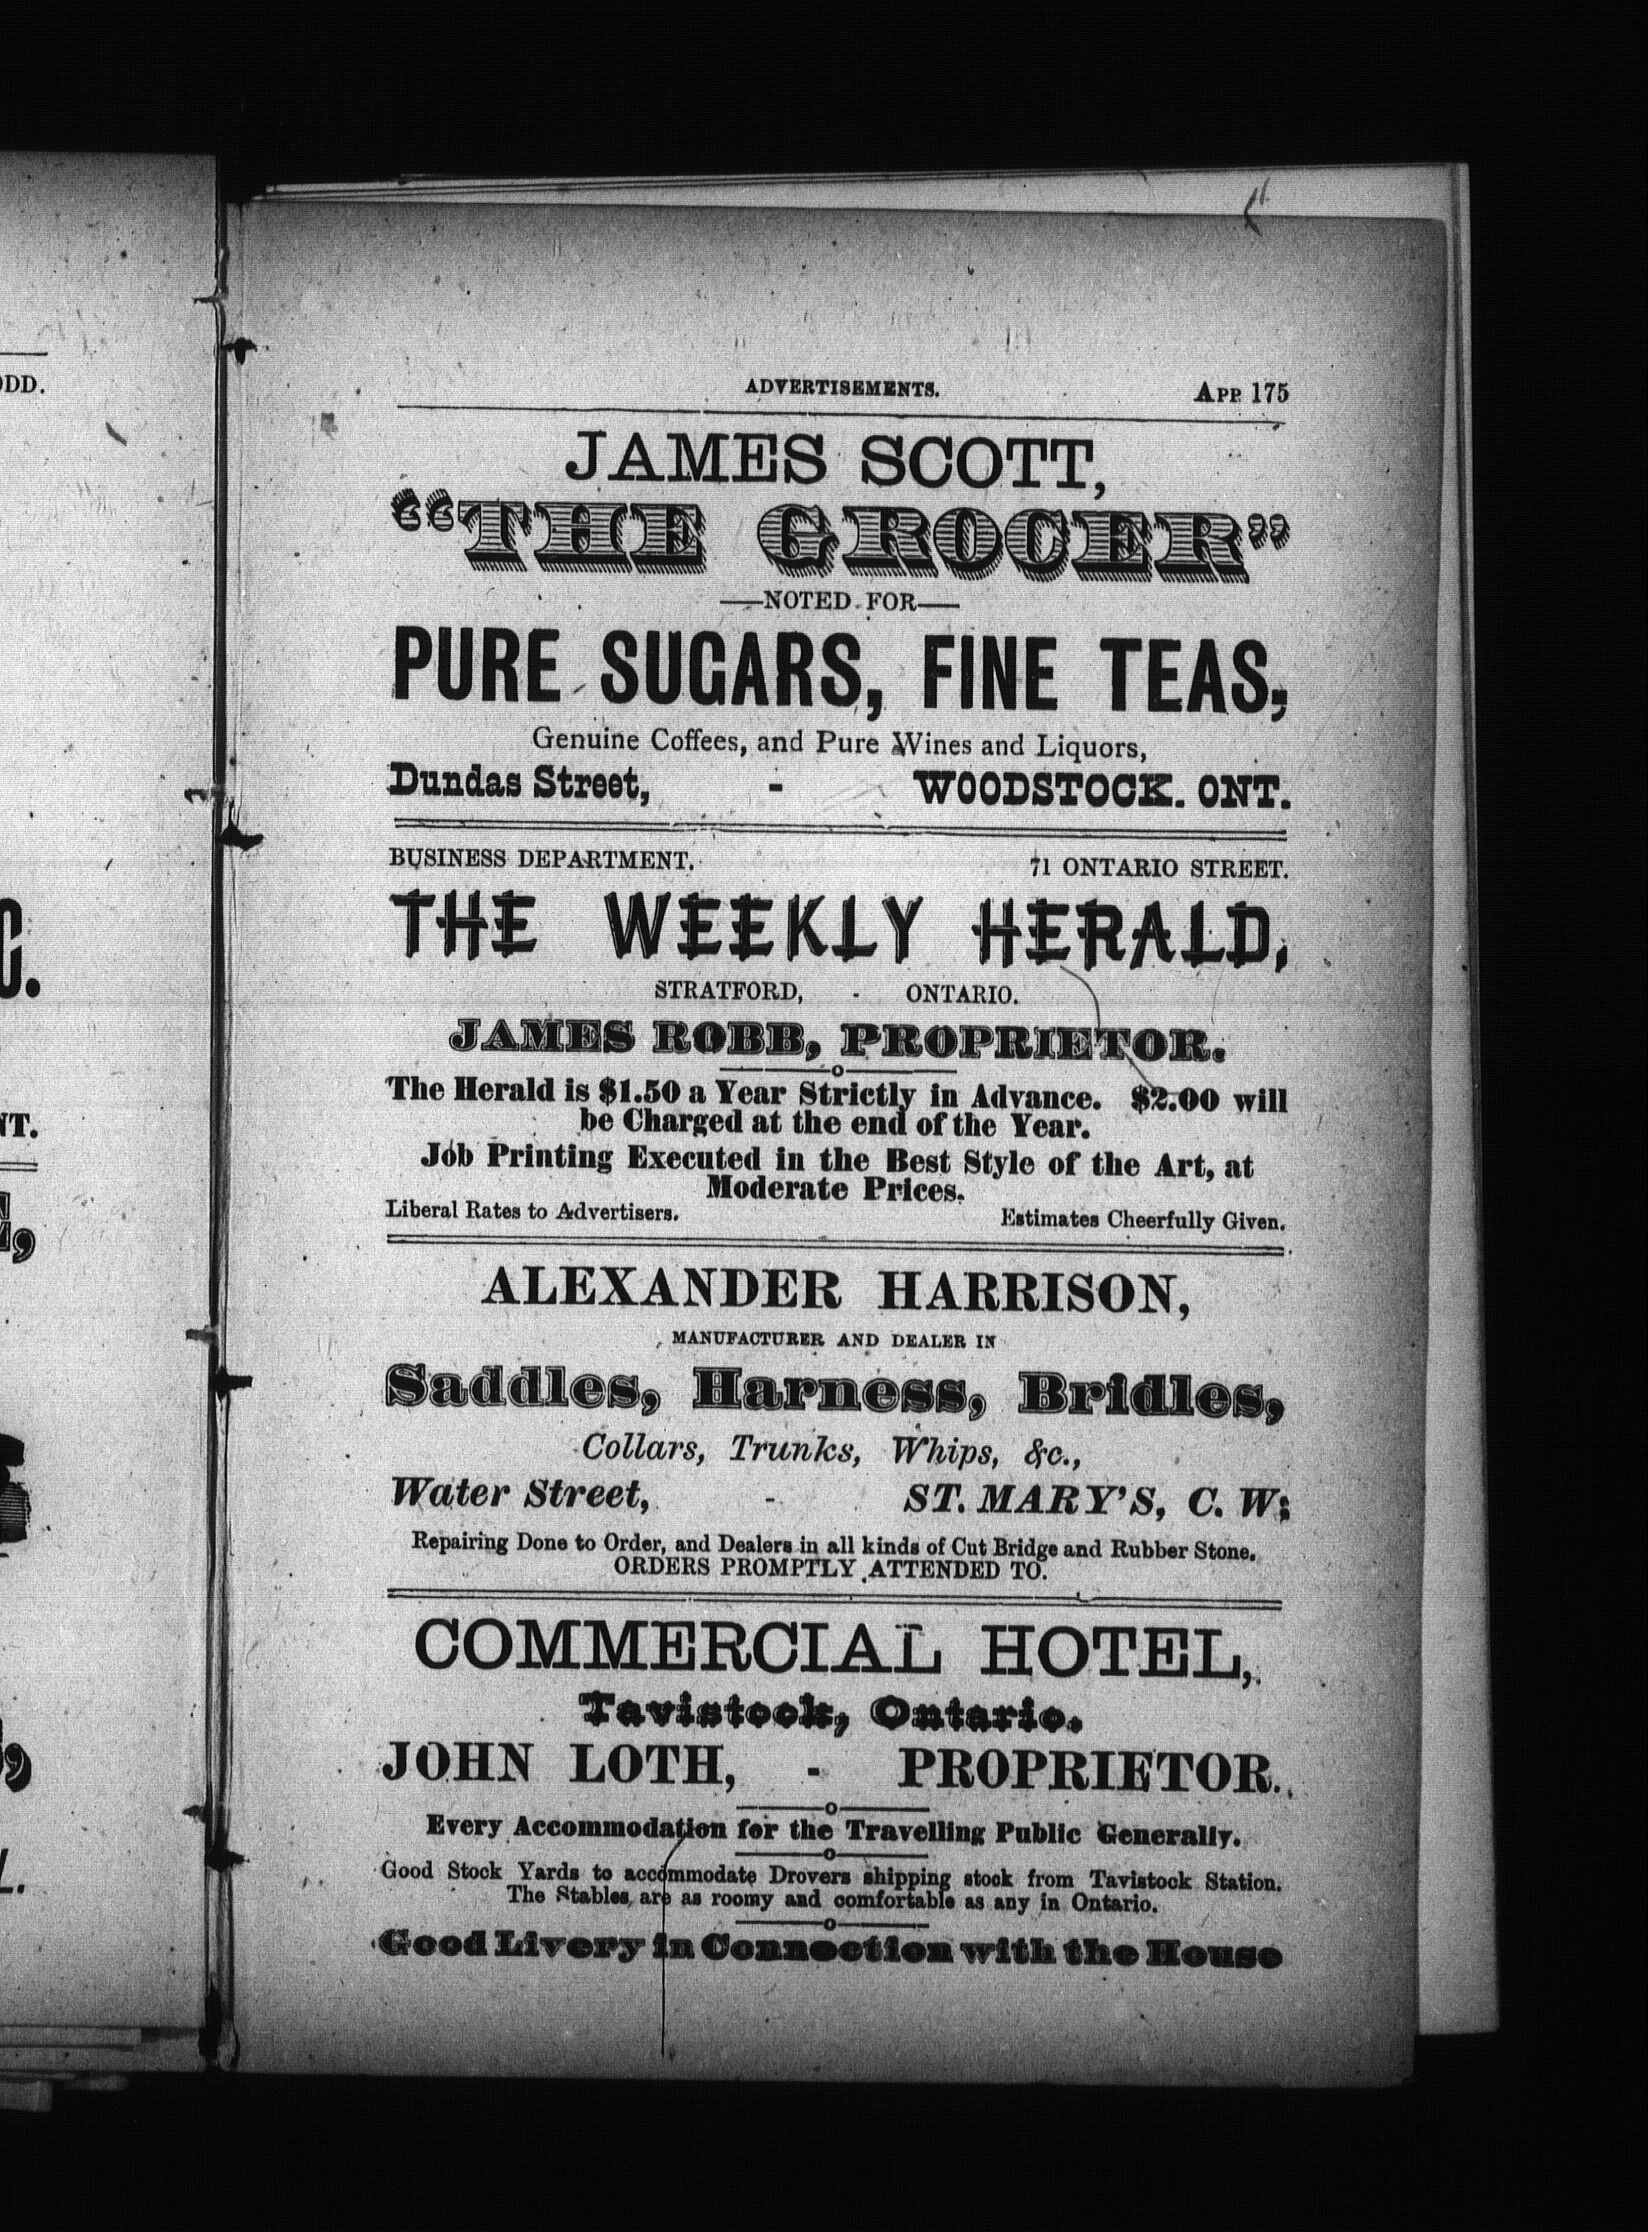 ADVERTISEMENTS. APP 175
JAMES SCOTT,
“THE GROCER”
—NOTED FOR—
PURE SUGARS, FINE TEAS,
Genuine Coffees, and Pure Wines and Liquors,
Dundas Street, - WOODSTOCK. ONT.
BUSINESS DEPARTMENT. 71 ONTARIO STREET.
THE WEEKLY HERALD,
STRATFORD, - ONTARIO.
JAMES ROBB, PROPRIETOR.
The Herald is $1.50 a Year Strictly in Advance. $2.00 will
be Charged at the end of the Year.
Job Printing Executed in the Best Style of the Art, at
Moderate Prices.
Liberal Rates to Advertisers. Estimates Cheerfully Given.
ALEXANDER HARRISON,
MANUFACTURER AND DEALER IN
Saddles, Harness, Bridles,
Collars, Trunks, Whips, &c.,
Water Street, - ST. MARY'S, C. W:
Repairing Done to Order, and Dealers in all kinds of Cut Bridge and Rubber Stone.
ORDERS PROMPTLY ATTENDED TO.
COMMERCIAL HOTEL,
Tavistock, Ontario.
JOHN LOTH, - PROPRIETOR.
Every Accommodation for the Travelling Public Generally.
Good Stock Yards to accommodate Drovers shipping stock from Tavistock Station.
The Stables are as roomy and comfortable as any in Ontario.
Good Livery in Connection with the House